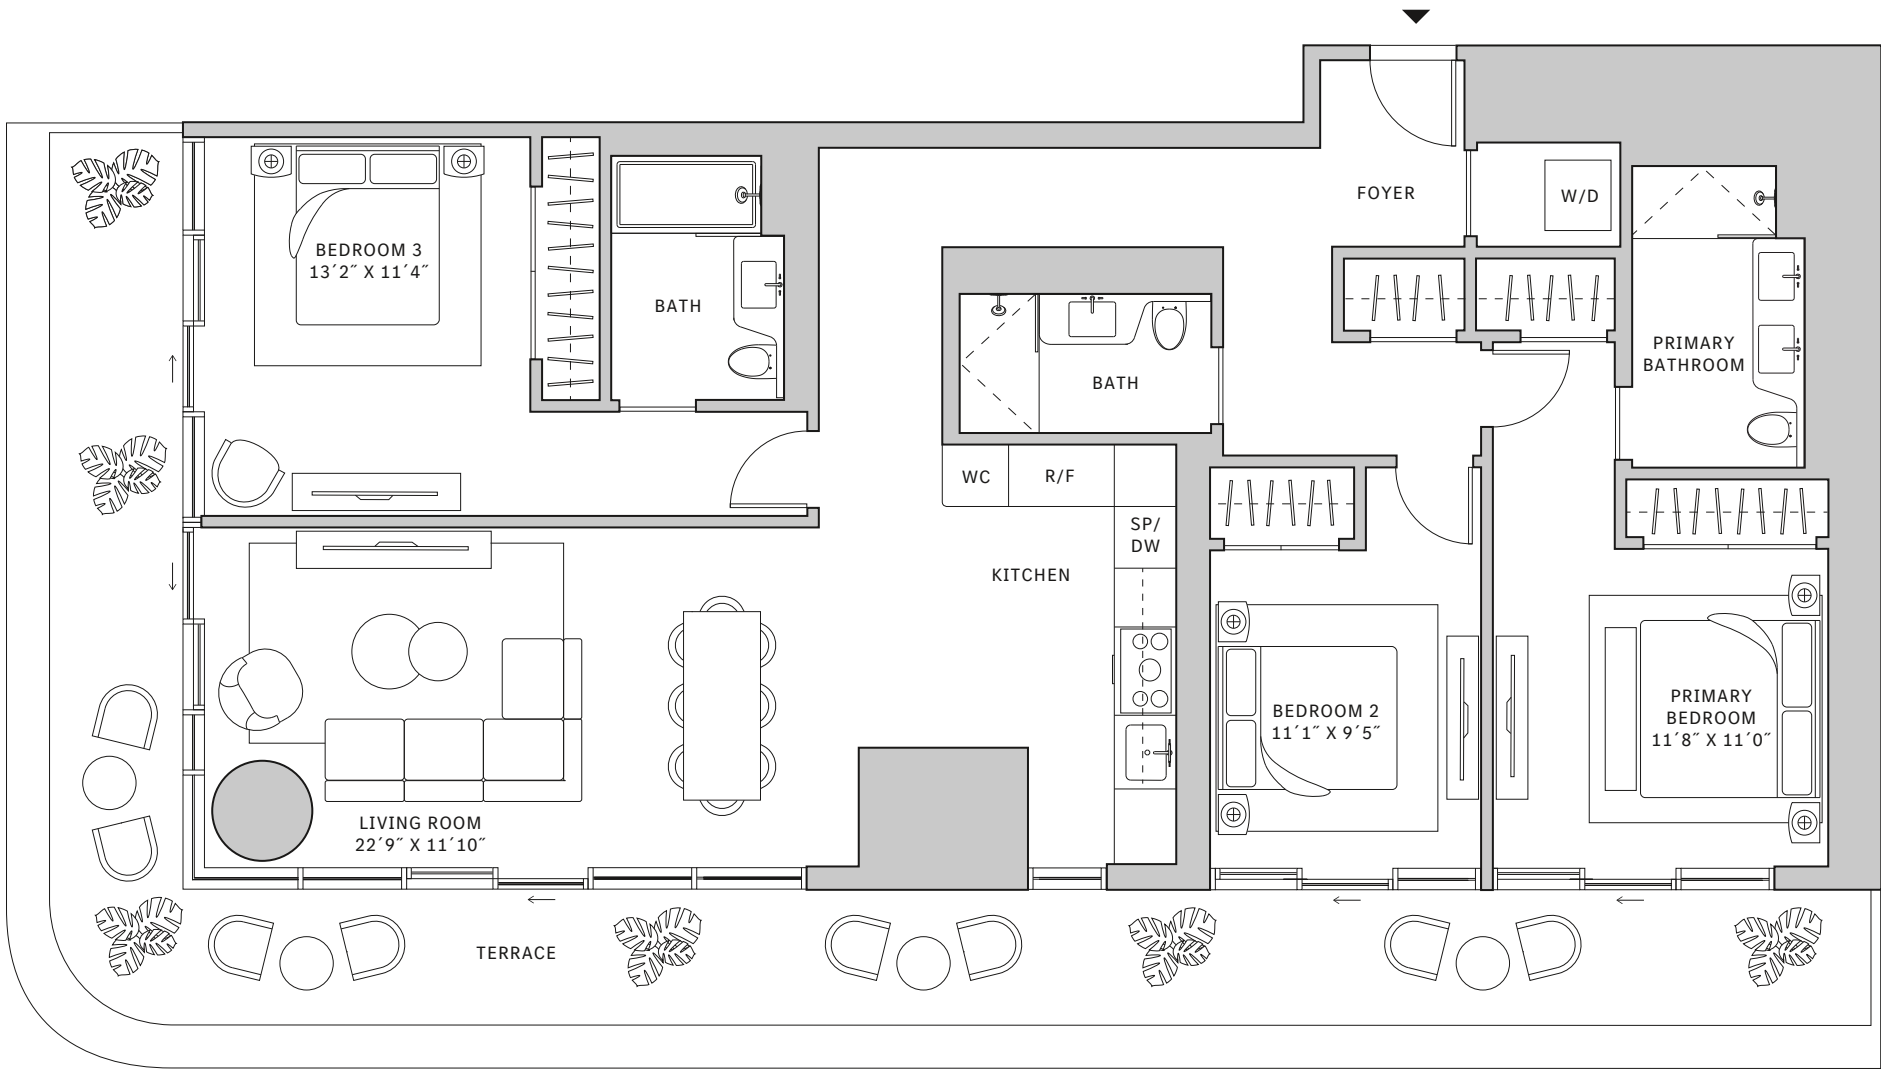 FOYER
W/D
BEDROOM 3
13´2˝ X 11´4˝
BATH
PRIMARY
BATHROOM
BATH
WC
R/F
SP/
DW
KITCHEN
BEDROOM 2
11´1˝ X 9´5˝
PRIMARY
BEDROOM
11´8˝ X 11´0˝
LIVING ROOM
22´9˝ X 11´10˝
TERRACE